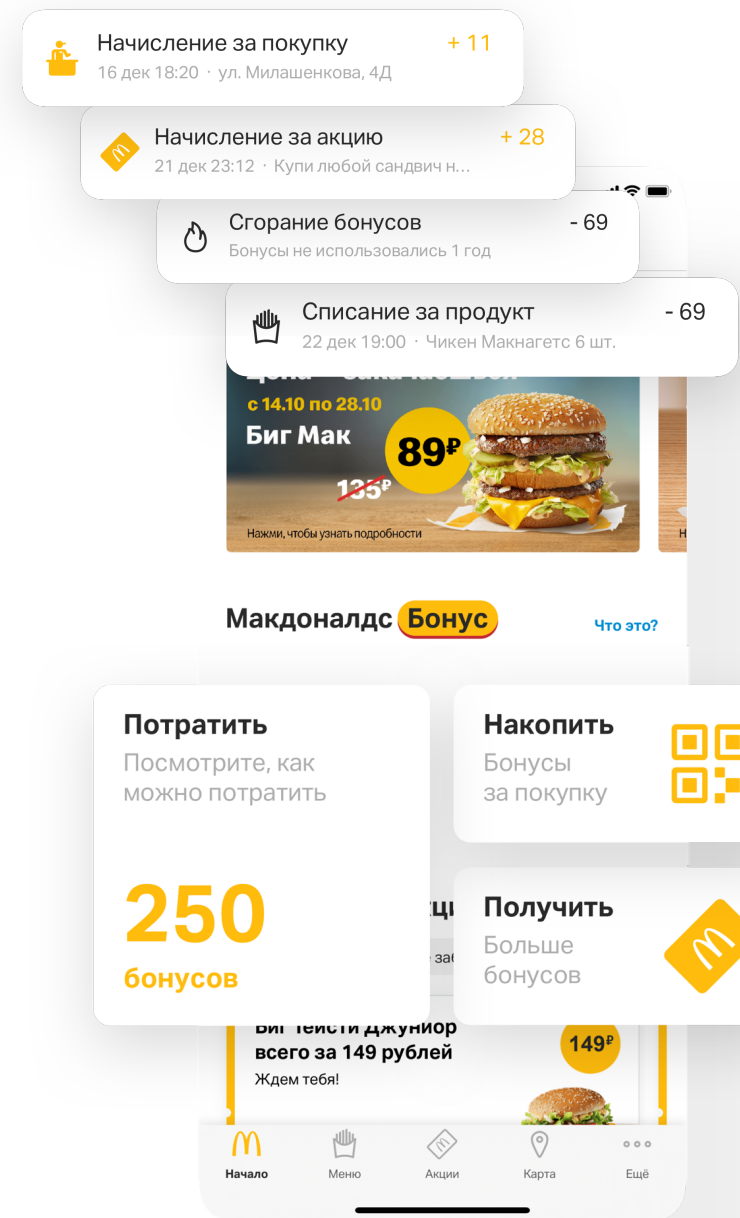 Начисление за покупку + 11
16 дек 18:20 · ул. Милашенкова, 4Д
Начисление за акцию + 28
21 дек 23:12 · Купи любой сандвич н...
Сгорание бонусов - 69
Бонусы не использовались 1 год
Списание за продукт - 69
22 дек 19:00 · Чикен Макнагетс 6 шт.
с 14.10 по 28.10
Биг Мак
89₽
135₽
Нажми, чтобы узнать подробности
Н
Макдоналдс Бонус
Что это?
Потратить
Посмотрите, как
можно потратить
250
бонусов
Накопить
Бонусы
за покупку
Получить
Больше
бонусов
Биг Тейсти Джуниор
всего за 149 рублей
149₽
Ждем тебя!
Начало Меню Акции Карта Ещё